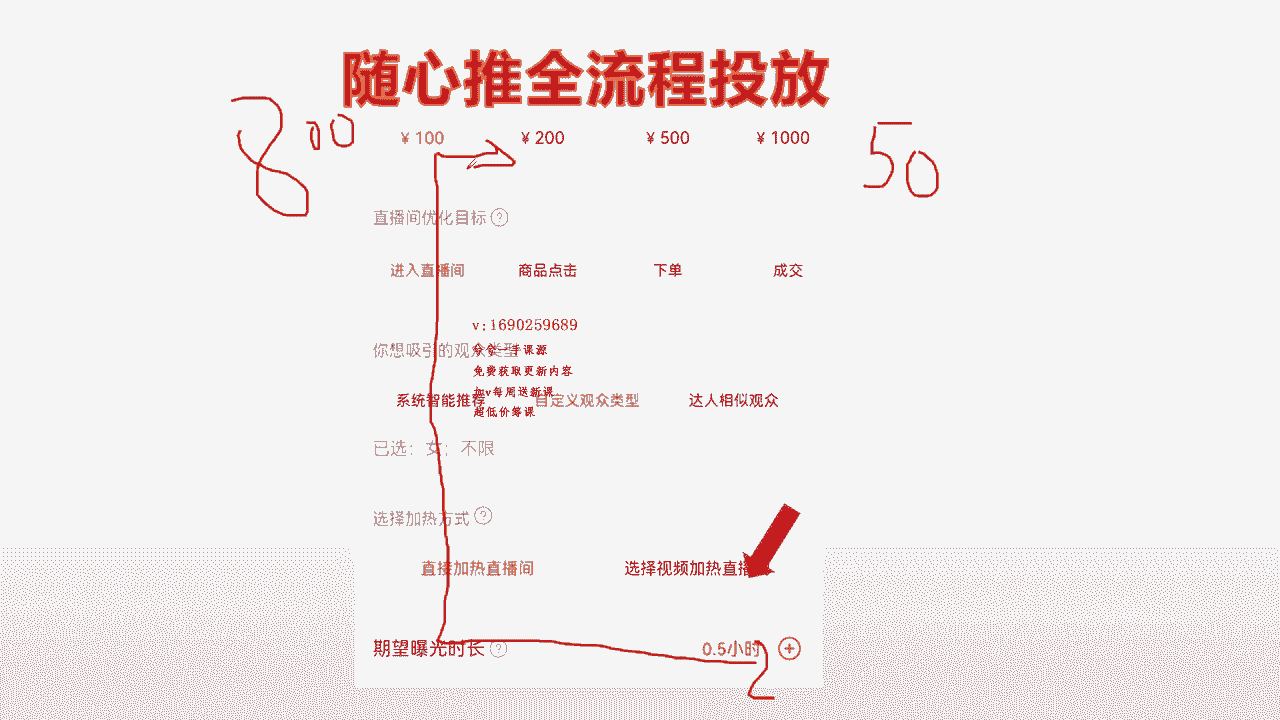 随心推全流程投放
800 ¥ 100 ¥ 200 ¥ 500 ¥ 1000 50
直播间优化目标 ?
进入直播间 商品点击 下单 成交
v:1690259689
你想吸引的观众类型
一手课源
免费获取更新内容
加v每周送新课
系统智能推荐 自定义观众类型 达人相似观众
超低价筹课
已选：女；不限
选择加热方式 ?
直接加热直播间 选择视频加热直播
期望曝光时长 ? 0.5小时 +
2